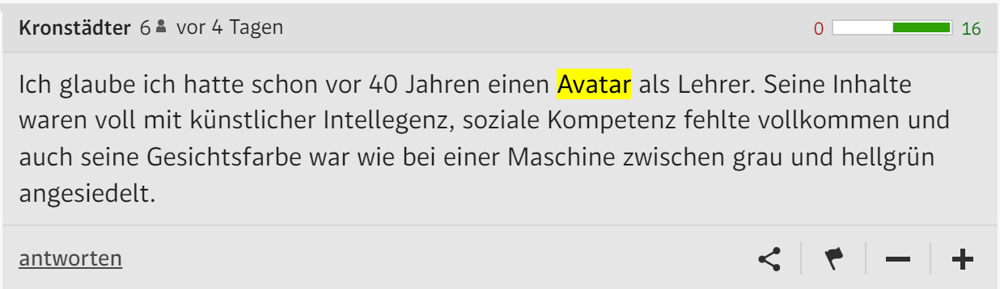 Kronstädter 6 vor 4 Tagen 0 16
Ich glaube ich hatte schon vor 40 Jahren einen Avatar als Lehrer. Seine Inhalte
waren voll mit künstlicher Intellegenz, soziale Kompetenz fehlte vollkommen und
auch seine Gesichtsfarbe war wie bei einer Maschine zwischen grau und hellgrün
angesiedelt.
antworten